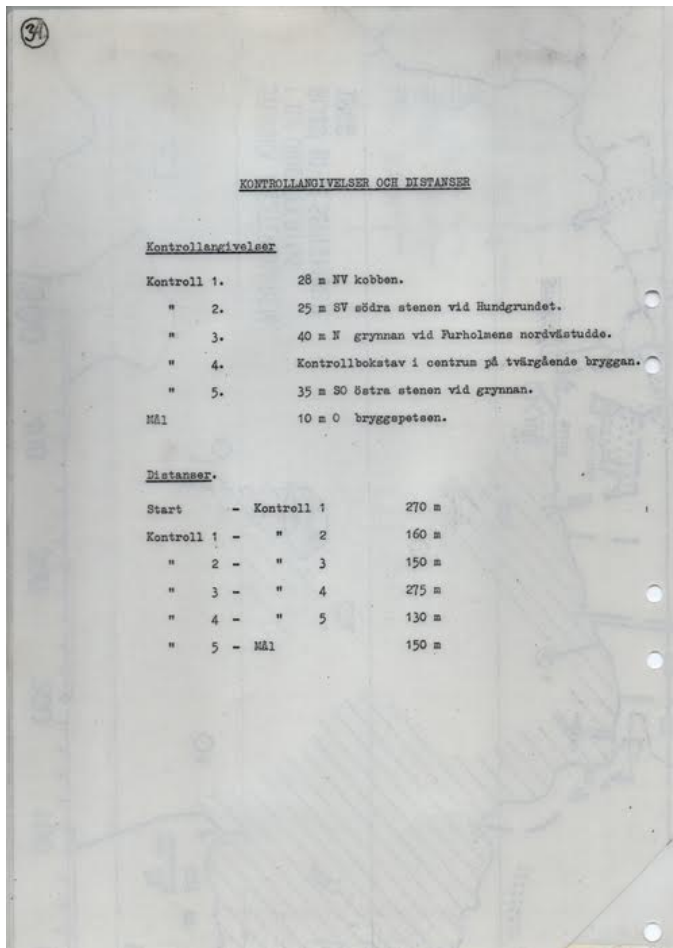 34
KONTROLLANGIVELSER OCH DISTANSER
Kontrollangivelser
Kontroll 1. 28 m NV kobben.
" 2. 25 m SV södra stenen vid Hundgrundet.
" 3. 40 m N grynnan vid Furholmens nordvästudde.
" 4. Kontrollbokstav i centrum på tvärgående bryggan.
" 5. 35 m SO östra stenen vid grynnan.
Mål 10 m O bryggspetsen.
Distanser.
Start - Kontroll 1 270 m
Kontroll 1 - " 2 160 m
" 2 - " 3 150 m
" 3 - " 4 275 m
" 4 - " 5 130 m
" 5 - Mål 150 m